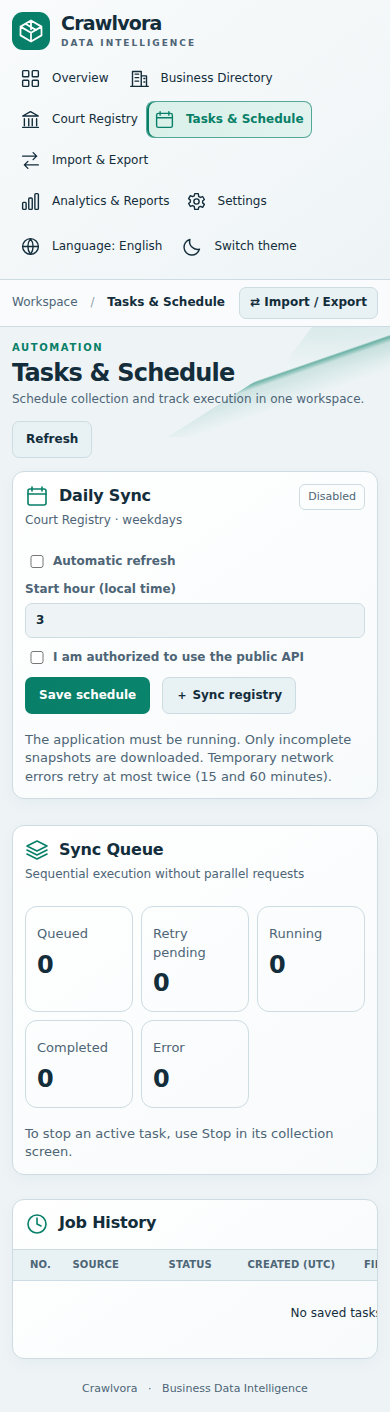 Crawlvora
DATA INTELLIGENCE
Overview
Business Directory
Court Registry
Tasks & Schedule
Import & Export
Analytics & Reports
Settings
Language: English
Switch theme
Workspace / Tasks & Schedule
⇄ Import / Export
AUTOMATION
Tasks & Schedule
Schedule collection and track execution in one workspace.
Refresh
Daily Sync
Disabled
Court Registry · weekdays
Automatic refresh
Start hour (local time)
3
I am authorized to use the public API
Save schedule
+ Sync registry
The application must be running. Only incomplete
snapshots are downloaded. Temporary network
errors retry at most twice (15 and 60 minutes).
Sync Queue
Sequential execution without parallel requests
Queued
0
Retry
pending
0
Running
0
Completed
0
Error
0
To stop an active task, use Stop in its collection
screen.
Job History
NO. SOURCE STATUS CREATED (UTC)
No saved tasks
Crawlvora · Business Data Intelligence